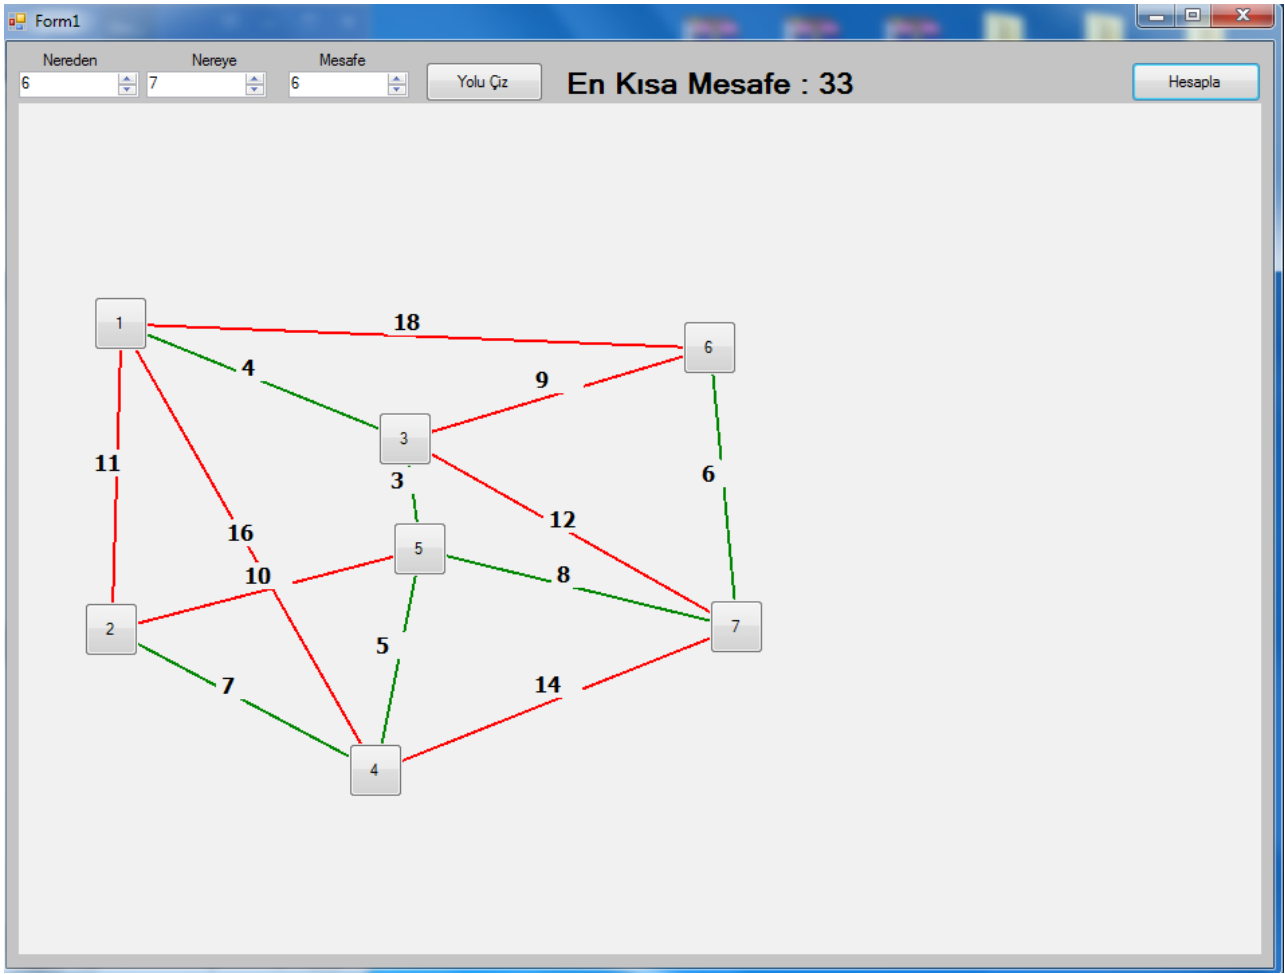 Form1
Nereden Nereye Mesafe
6 7 6 Yolu Çiz En Kısa Mesafe : 33 Hesapla
1 18 6
4
9
3
11 3 6
12
16 5
10 8
2 7
5
7 14
4